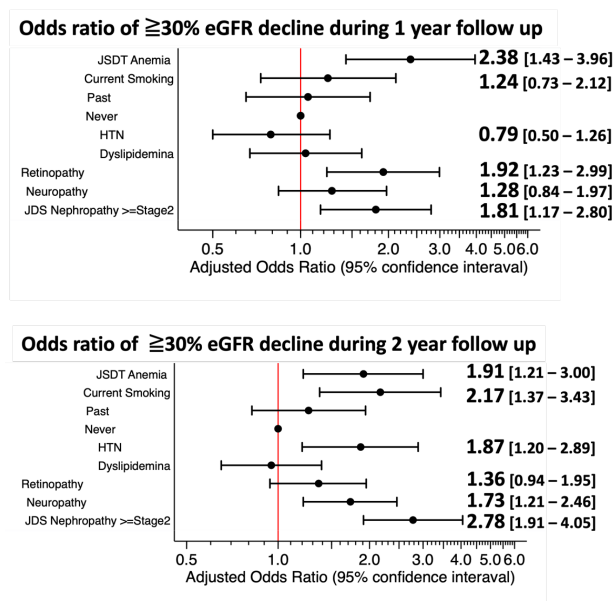 Odds ratio of ≧30% eGFR decline during 1 year follow up
JSDT Anemia 2.38 [1.43 – 3.96]
Current Smoking 1.24 [0.73 – 2.12]
Past
Never
HTN 0.79 [0.50 – 1.26]
Dyslipidemina
Retinopathy 1.92 [1.23 – 2.99]
Neuropathy 1.28 [0.84 – 1.97]
JDS Nephropathy >=Stage2 1.81 [1.17 – 2.80]
0.5 1.0 2.0 3.0 4.0 5.0 6.0
Adjusted Odds Ratio (95% confidence interaval)
Odds ratio of ≧30% eGFR decline during 2 year follow up
JSDT Anemia 1.91 [1.21 – 3.00]
Current Smoking 2.17 [1.37 – 3.43]
Past
Never
HTN 1.87 [1.20 – 2.89]
Dyslipidemina
Retinopathy 1.36 [0.94 – 1.95]
Neuropathy 1.73 [1.21 – 2.46]
JDS Nephropathy >=Stage2 2.78 [1.91 – 4.05]
0.5 1.0 2.0 3.0 4.0 5.0 6.0
Adjusted Odds Ratio (95% confidence interaval)